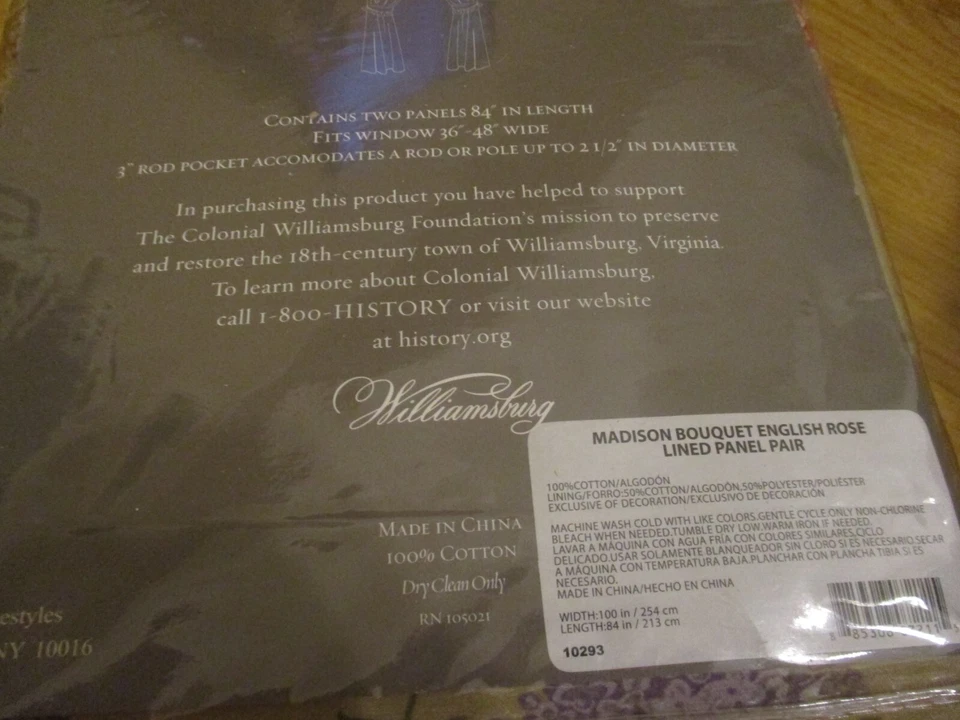 CONTAINS TWO PANELS 84" IN LENGTH
FITS WINDOW 36"-48" WIDE
3" ROD POCKET ACCOMODATES A ROD OR POLE UP TO 2 1/2" IN DIAMETER
In purchasing this product you have helped to support
The Colonial Williamsburg Foundation's mission to preserve
and restore the 18th-century town of Williamsburg, Virginia.
To learn more about Colonial Williamsburg,
call 1-800-HISTORY or visit our website
at history.org
Williamsburg
MADE IN CHINA
100% COTTON
Dry Clean Only
RN 105021
estyles
NY 10016
MADISON BOUQUET ENGLISH ROSE
LINED PANEL PAIR
100%COTTON/ALGODÓN
LINING/FORRO:50%COTTON/ALGODÓN,50%POLYESTER/POLIÉSTER
EXCLUSIVE OF DECORATION/EXCLUSIVO DE DECORACIÓN
MACHINE WASH COLD WITH LIKE COLORS.GENTLE CYCLE.ONLY NON-CHLORINE
BLEACH WHEN NEEDED.TUMBLE DRY LOW.WARM IRON IF NEEDED.
LAVAR A MÁQUINA CON AGUA FRÍA CON COLORES SIMILARES.CICLO
DELICADO.USAR SOLAMENTE BLANQUEADOR SIN CLORO SI ES NECESARIO.SECAR
A MÁQUINA CON TEMPERATURA BAJA.PLANCHAR CON PLANCHA TIBIA SI ES
NECESARIO.
MADE IN CHINA/HECHO EN CHINA
WIDTH:100 in / 254 cm
LENGTH:84 in / 213 cm
10293